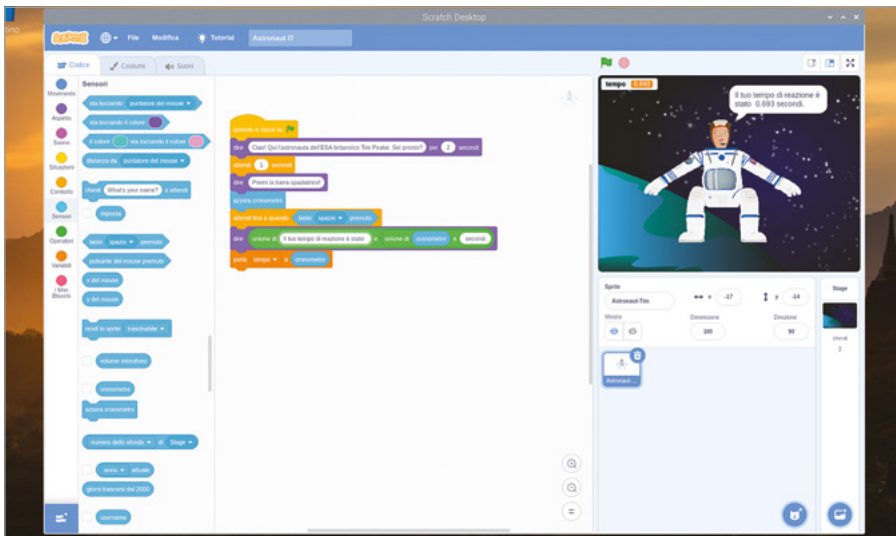 Scratch Desktop
SCRATCH
File Modifica Tutorial Astronaut IT
Codice Costumi Suoni
Movimento
Aspetto
Suono
Situazioni
Controllo
Sensori
Operatori
Variabili
I Miei Blocchi
Sensori
sta toccando puntatore del mouse
sta toccando il colore
il colore sta toccando il colore
distanza da puntatore del mouse
chiedi What's your name? e attendi
risposta
tasto spazio premuto
pulsante del mouse premuto
x del mouse
y del mouse
rendi lo sprite trascinabile
volume microfono
cronometro
azzera cronometro
numero dello sfondo di Stage
anno attuale
giorni trascorsi dal 2000
username
quando si clicca su
dire Ciao! Qui l'astronauta dell'ESA britannico Tim Peake. Sei pronto? per 2 secondi
attendi 1 secondi
dire Premi la barra spaziatrice!
azzera cronometro
attendi fino a quando tasto spazio premuto
dire unione di Il tuo tempo di reazione è stato e unione di cronometro e secondi.
porta tempo a cronometro
tempo 0.693
Il tuo tempo di reazione è
stato 0.693 secondi.
Sprite
Astronaut-Tim x -17 y -14
Mostra Dimensione Direzione
100 90
Astronaut-...
Stage
Sfondi
2